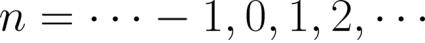 n = ··· − 1, 0, 1, 2, ···